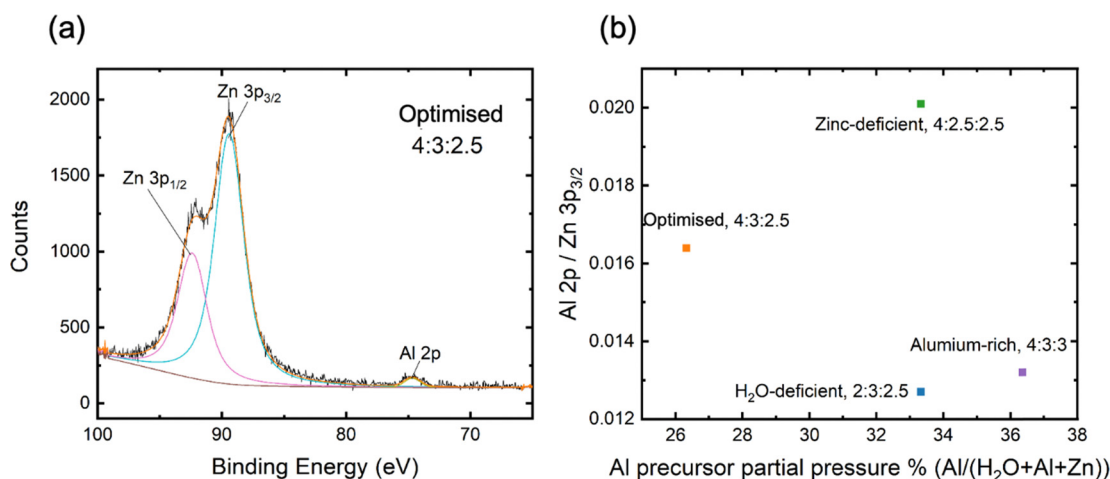 (a)
Zn 3p3/2
Optimised
4:3:2.5
Zn 3p1/2
Al 2p
2000
1500
1000
500
0
Counts
100
90
80
70
Binding Energy (eV)
(b)
0.020
0.018
0.016
0.014
0.012
Al 2p / Zn 3p3/2
Zinc-deficient, 4:2.5:2.5
Optimised, 4:3:2.5
Alumium-rich, 4:3:3
H2O-deficient, 2:3:2.5
26
28
30
32
34
36
38
Al precursor partial pressure % (Al/(H2O+Al+Zn))